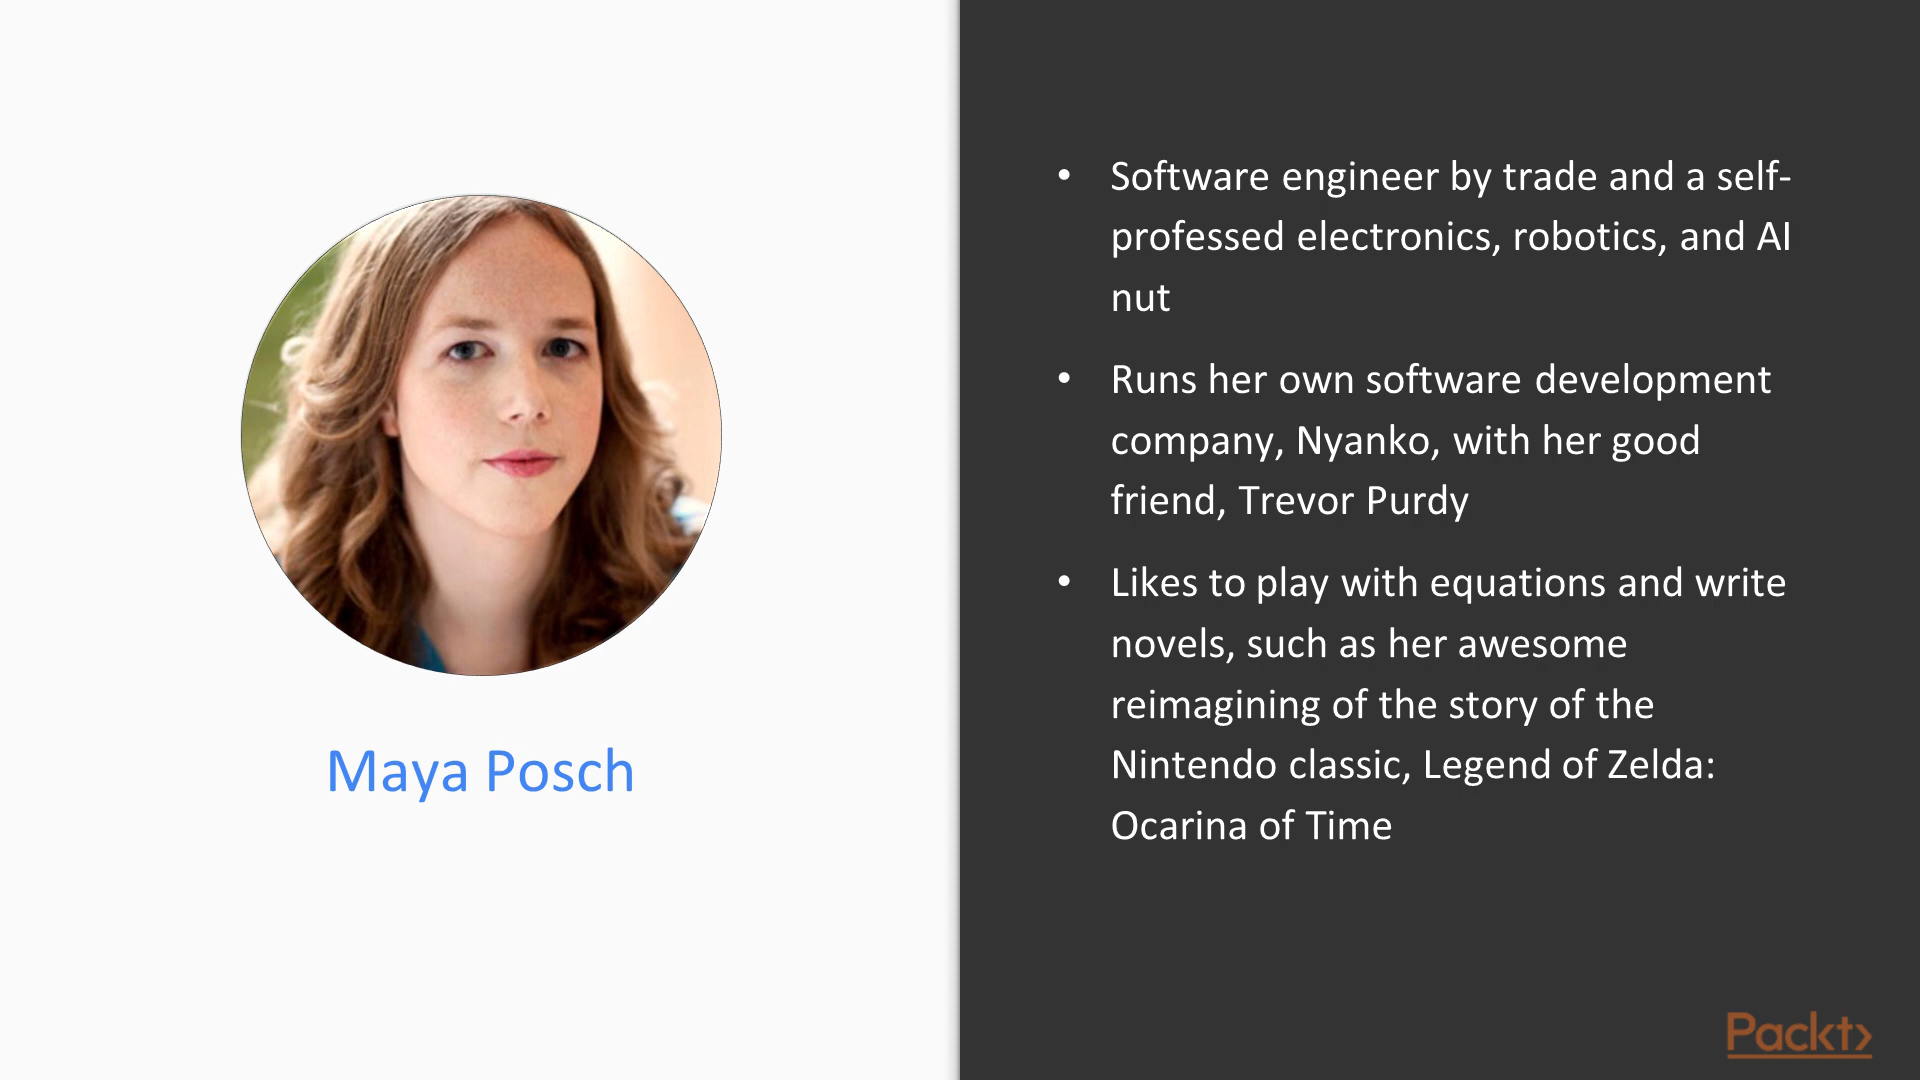 Maya Posch
• Software engineer by trade and a self-
professed electronics, robotics, and AI
nut
• Runs her own software development
company, Nyanko, with her good
friend, Trevor Purdy
• Likes to play with equations and write
novels, such as her awesome
reimagining of the story of the
Nintendo classic, Legend of Zelda:
Ocarina of Time
Packt>